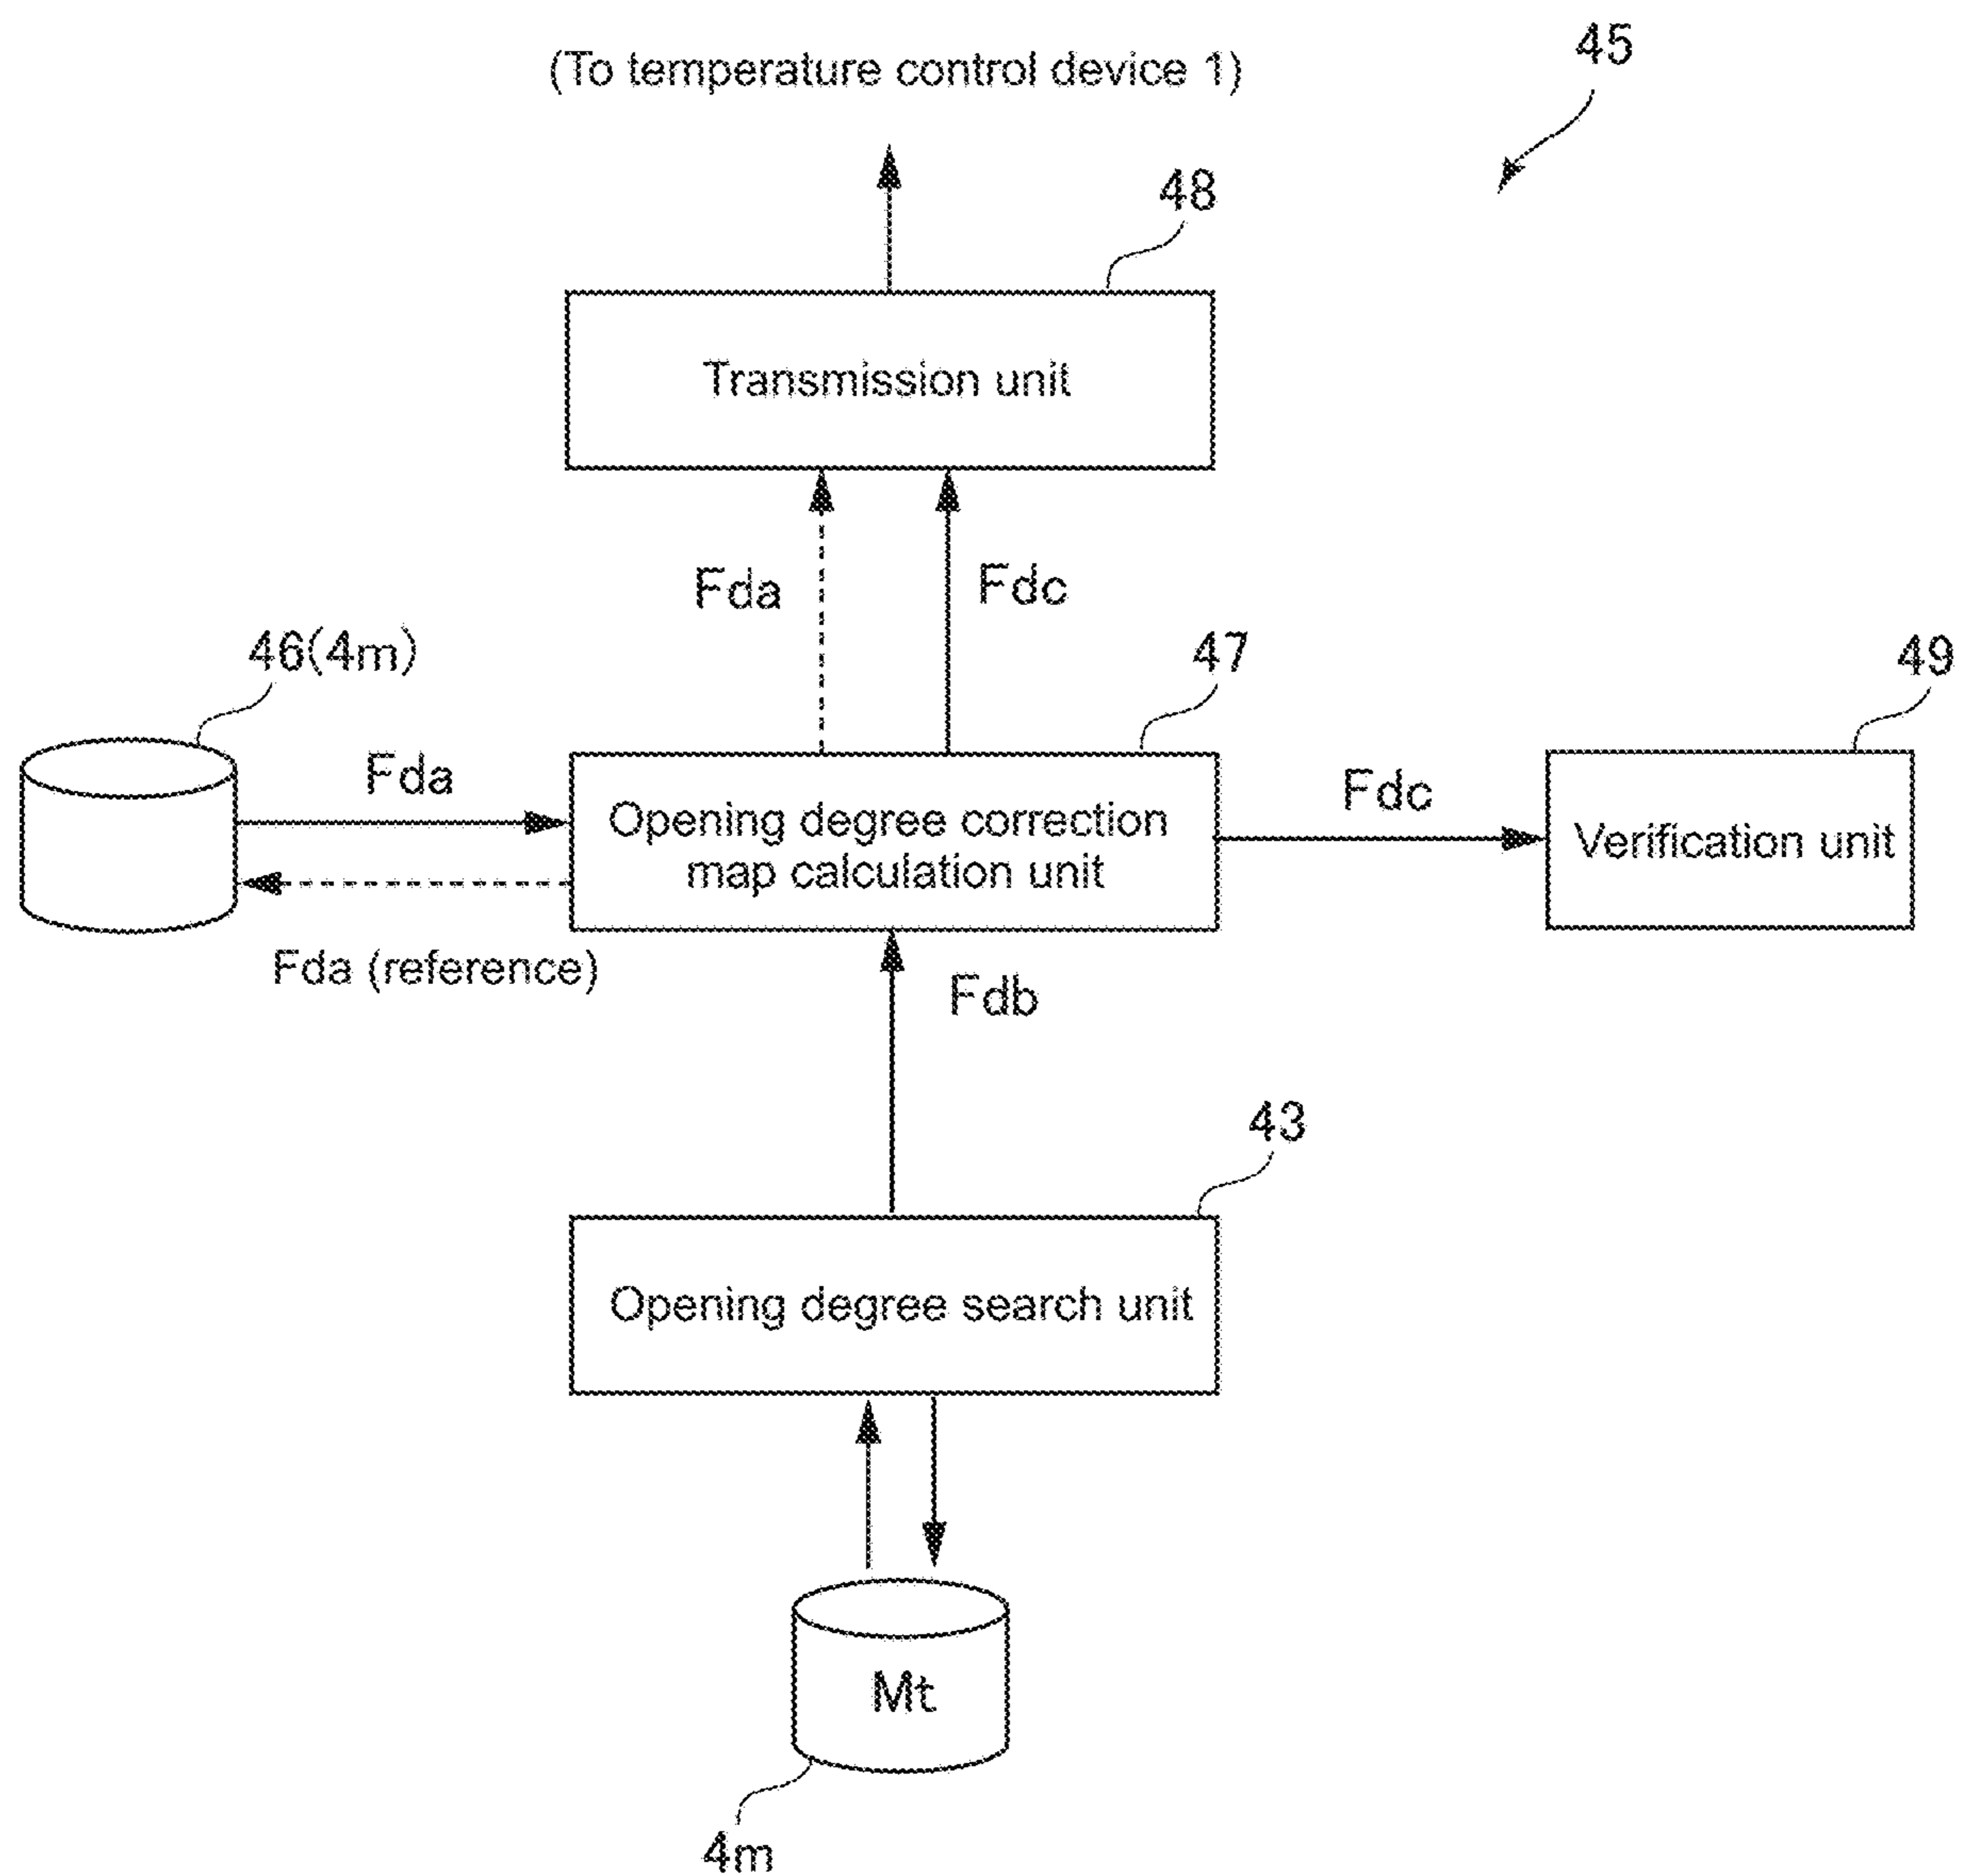 45
(To temperature control device 1)
48
Transmission unit
Fda
Fdc
46(4m)
47
49
Fda
Opening degree correction
map calculation unit
Fdc
Verification unit
Fda (reference)
Fdb
43
Opening degree search unit
Mt
4m